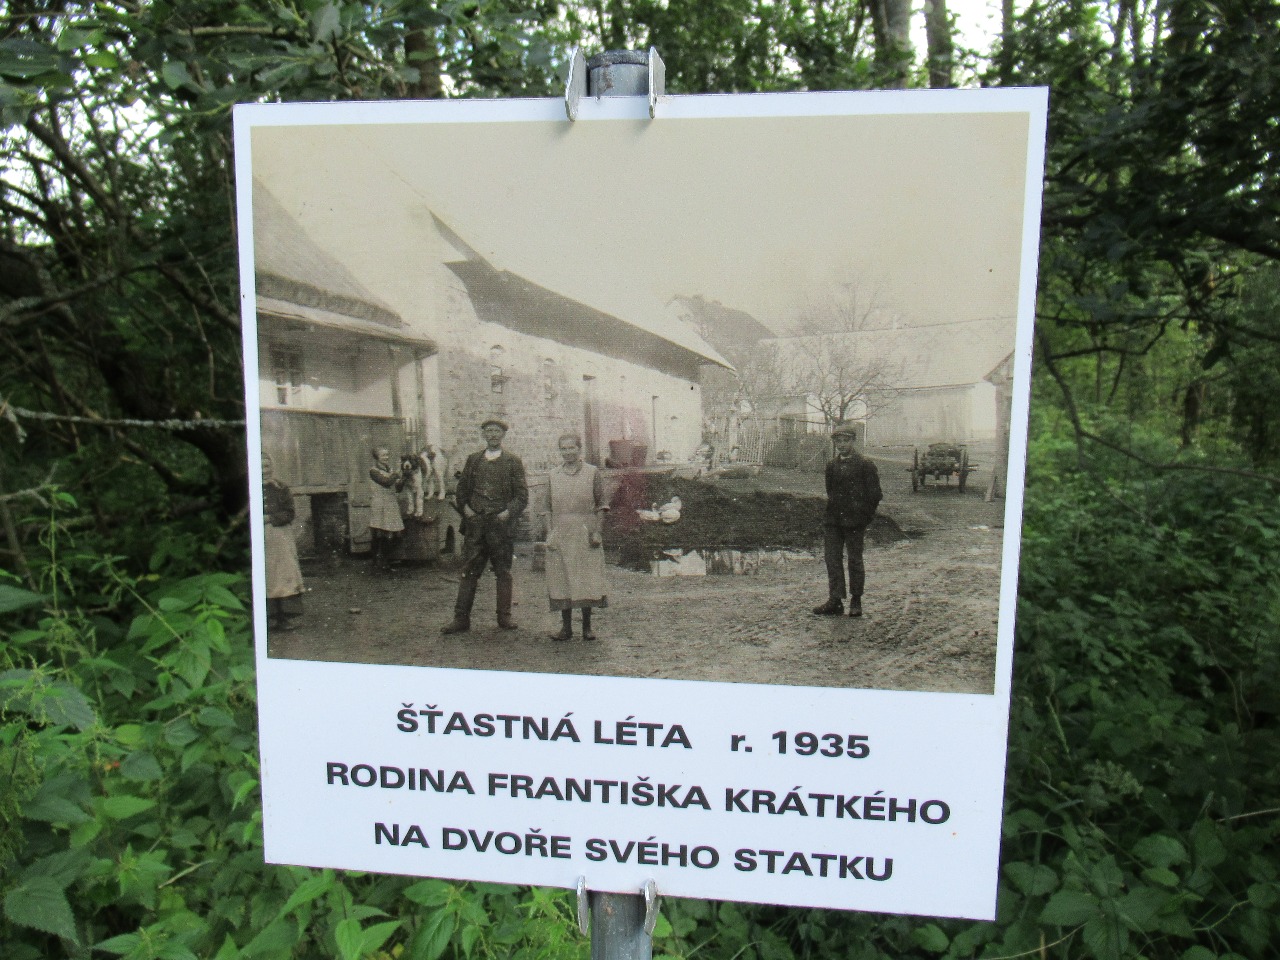 ŠŤASTNÁ LÉTA r. 1935
RODINA FRANTIŠKA KRÁTKÉHO
NA DVOŘE SVÉHO STATKU